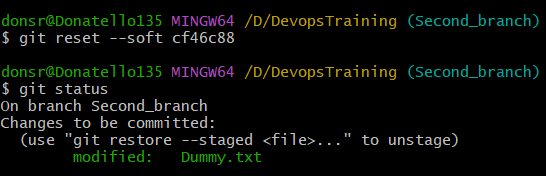 donsr@Donatello135 MINGW64 /D/DevopsTraining (Second_branch)
$ git reset --soft cf46c88
donsr@Donatello135 MINGW64 /D/DevopsTraining (Second_branch)
$ git status
On branch Second_branch
Changes to be committed:
  (use "git restore --staged <file>..." to unstage)
        modified:   Dummy.txt